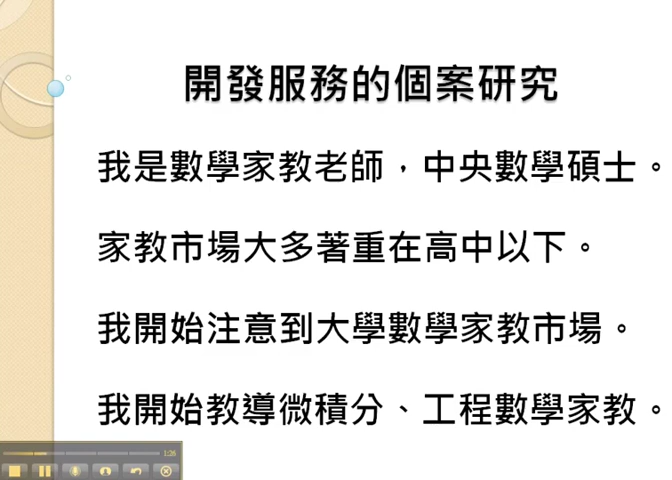 開發服務的個案研究
我是數學家教老師，中央數學碩士。
家教市場大多著重在高中以下。
我開始注意到大學數學家教市場。
我開始教導微積分、工程數學家教。
1:26